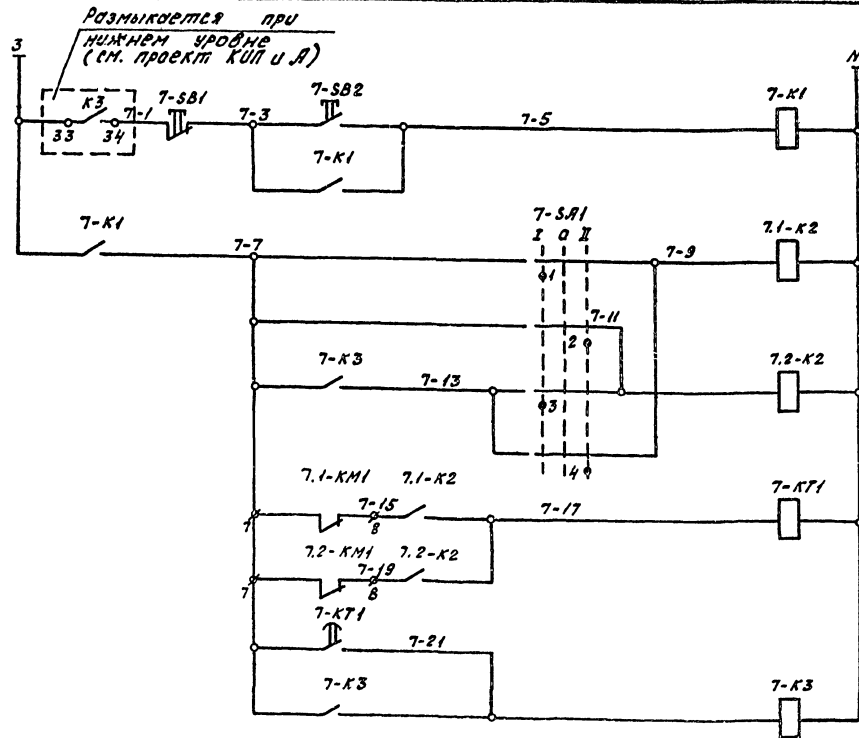 Размыкается при
нижнем уровне
(см. проект КИП и А)
3
N
К3
7-1
7-SB1
7-3
7-SB2
7-5
7-К1
33
34
7-К1
7-К1
7-7
7-SA1
I
0
II
7-9
7.1-К2
1
7-11
2
7-К3
7-13
7.2-К2
3
4
7.1-КМ1
7-15
7.1-К2
7-17
7-КТ1
7
8
7.2-КМ1
7-19
7.2-К2
7
8
7-КТ1
7-21
7-К3
7-К3